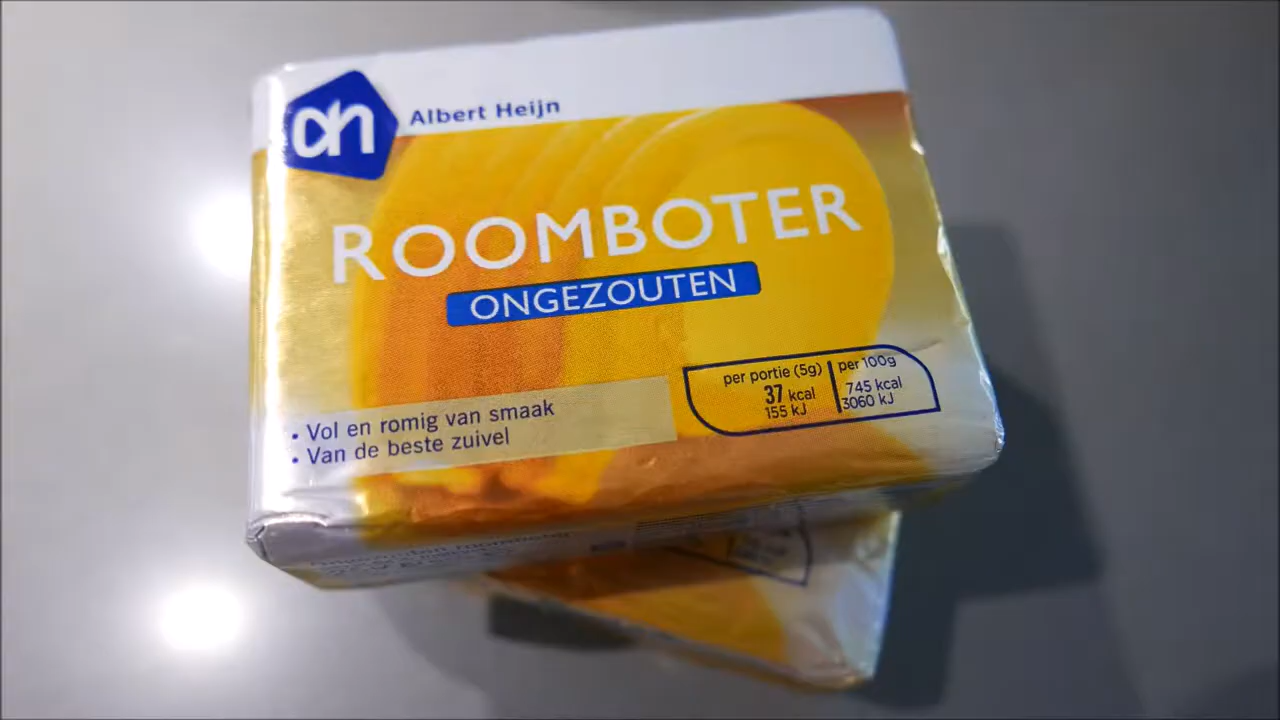 ah Albert Heijn
ROOMBOTER
ONGEZOUTEN
per portie (5g)
37 kcal
155 kJ
per 100g
745 kcal
3060 kJ
• Vol en romig van smaak
• Van de beste zuivel